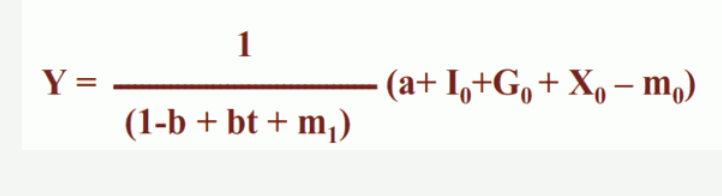 1
Y = (a+ I₀+G₀+ X₀ – m₀)
(1-b + bt + m₁)